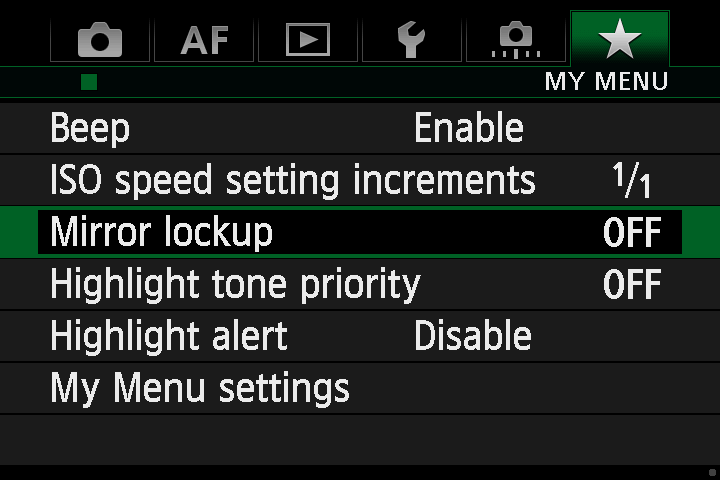 AF
MY MENU
Beep Enable
ISO speed setting increments 1/1
Mirror lockup OFF
Highlight tone priority OFF
Highlight alert Disable
My Menu settings